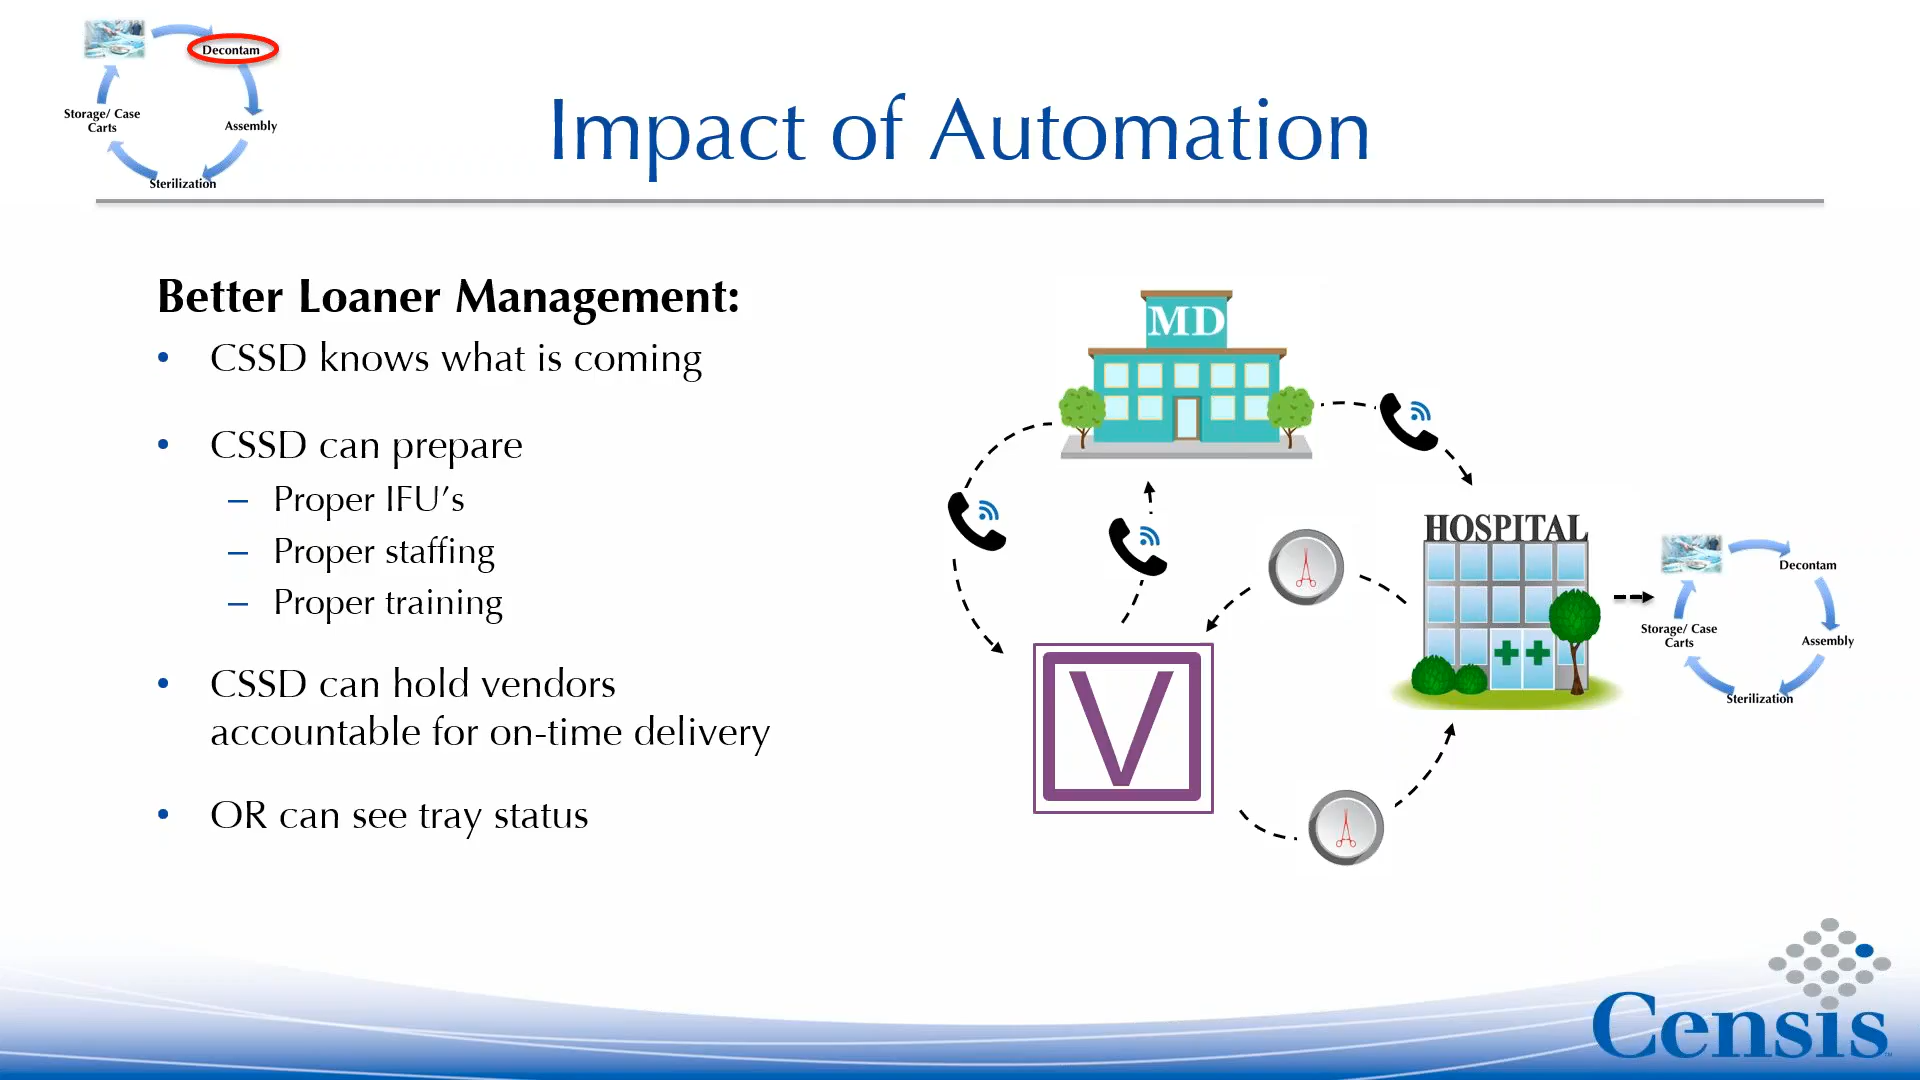 Decontam
Storage/ Case
Carts
Assembly
Sterilization
Impact of Automation
Better Loaner Management:
• CSSD knows what is coming
• CSSD can prepare
– Proper IFU’s
– Proper staffing
– Proper training
• CSSD can hold vendors
accountable for on-time delivery
• OR can see tray status
MD
HOSPITAL
V
Decontam
Storage/ Case
Carts
Assembly
Sterilization
Censis™